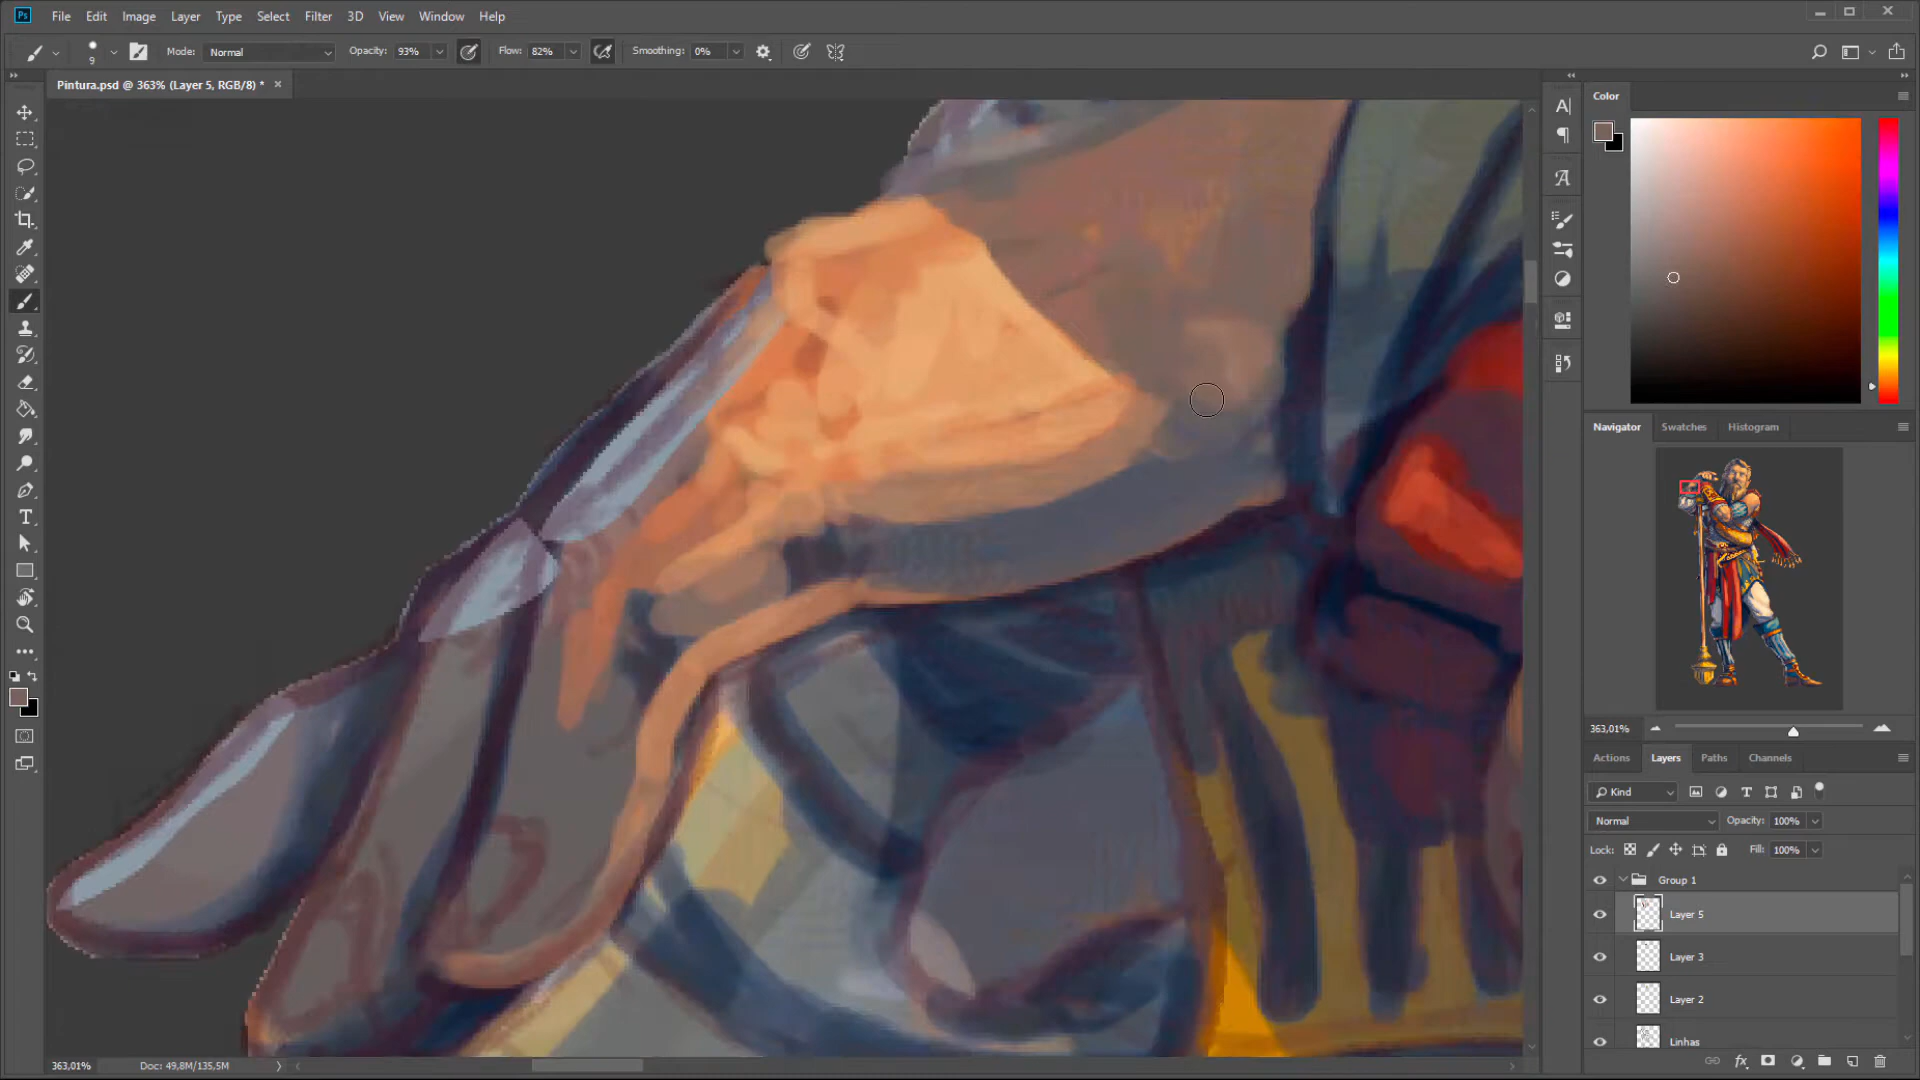 Ps File Edit Image Layer Type Select Filter 3D View Window Help
9 Mode: Normal Opacity: 93% Flow: 82% Smoothing: 0%
Pintura.psd @ 363% (Layer 5, RGB/8) *
Color
Navigator Swatches Histogram
363,01%
Actions Layers Paths Channels
Kind
Normal Opacity: 100%
Lock: Fill: 100%
Group 1
Layer 5
Layer 3
Layer 2
Linhas
363,01% Doc: 49,8M/135,5M